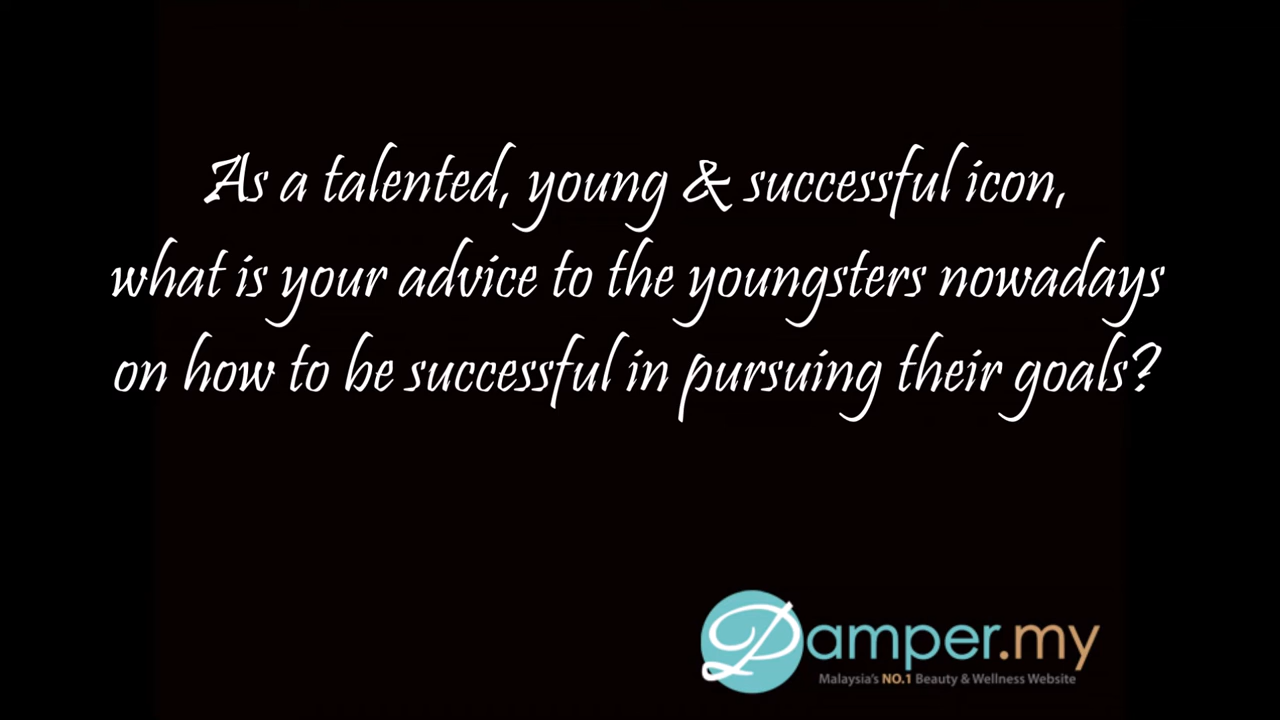 As a talented, young & successful icon,
what is your advice to the youngsters nowadays
on how to be successful in pursuing their goals?
Pamper.my
Malaysia's NO.1 Beauty & Wellness Website